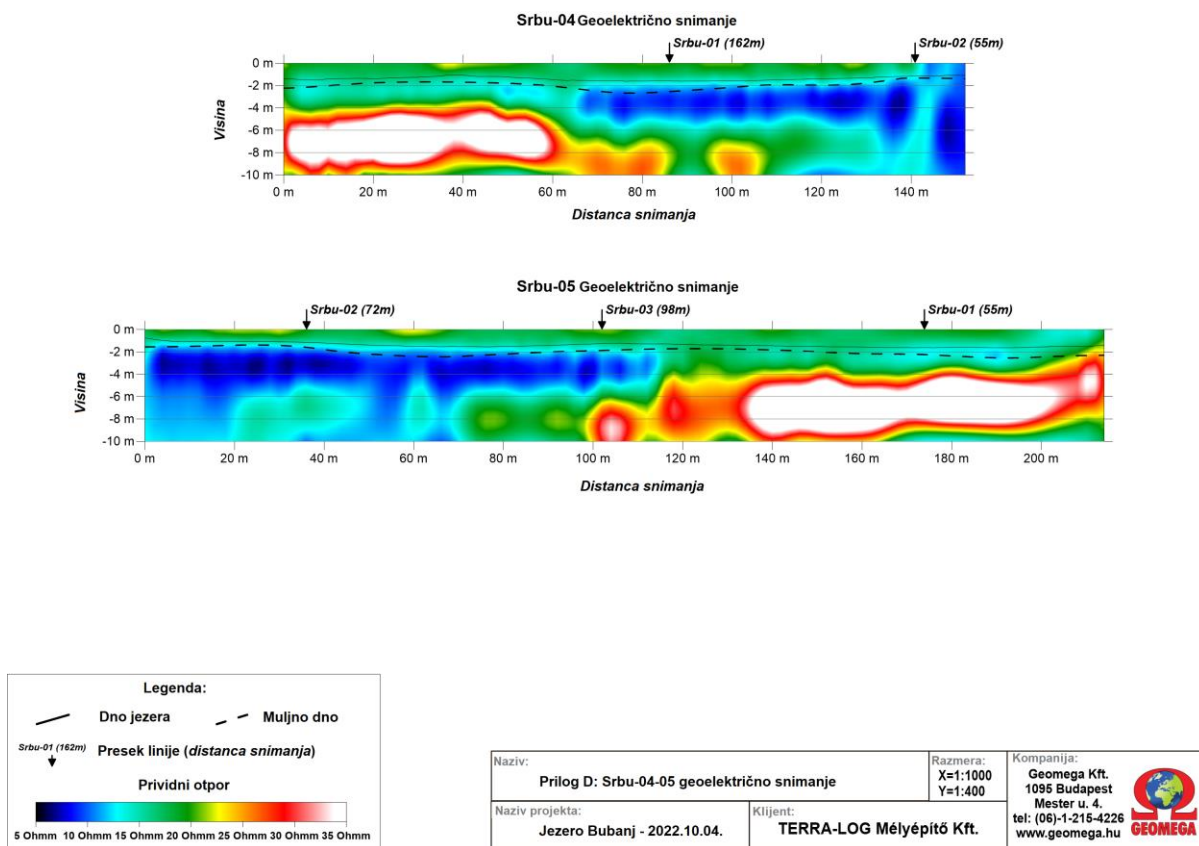 Srbu-04 Geoelektrično snimanje
Srbu-01 (162m) Srbu-02 (55m)
Visina
0 m
-2 m
-4 m
-6 m
-8 m
-10 m
0 m 20 m 40 m 60 m 80 m 100 m 120 m 140 m
Distanca snimanja
Srbu-05 Geoelektrično snimanje
Srbu-02 (72m) Srbu-03 (98m) Srbu-01 (55m)
Visina
0 m
-2 m
-4 m
-6 m
-8 m
-10 m
0 m 20 m 40 m 60 m 80 m 100 m 120 m 140 m 160 m 180 m 200 m
Distanca snimanja
Legenda:
Dno jezera Muljno dno
Srbu-01 (162m) Presek linije (distanca snimanja)
Prividni otpor
5 Ohmm 10 Ohmm 15 Ohmm 20 Ohmm 25 Ohmm 30 Ohmm 35 Ohmm
Naziv:
Prilog D: Srbu-04-05 geoelektrično snimanje
Razmera:
X=1:1000
Y=1:400
Naziv projekta:
Jezero Bubanj - 2022.10.04.
Klijent:
TERRA-LOG Mélyépítő Kft.
Kompanija:
Geomega Kft.
1095 Budapest
Mester u. 4.
tel: (06)-1-215-4226
www.geomega.hu
GEOMEGA